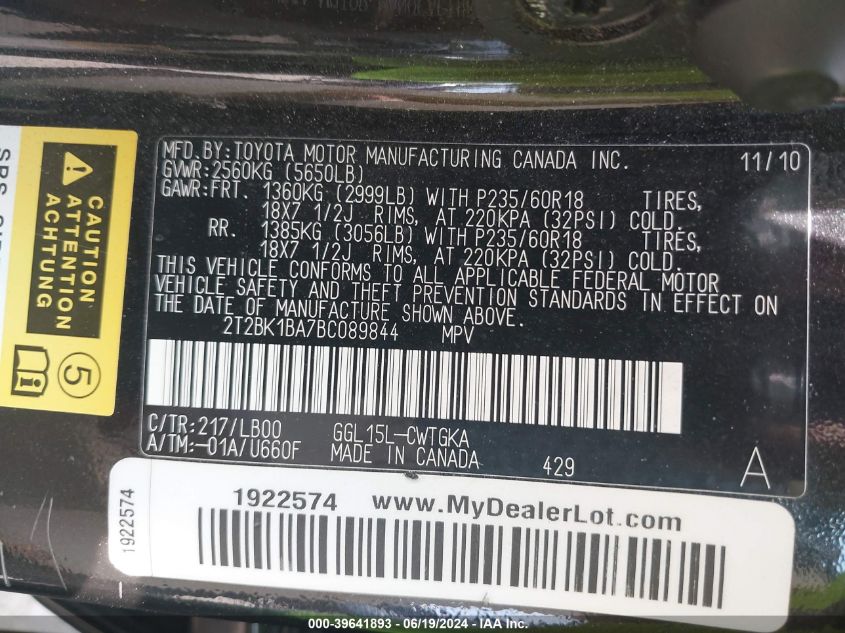 MFD. BY: TOYOTA MOTOR MANUFACTURING CANADA INC. 11/10
GVWR: 2560KG (5650LB)
GAWR: FRT. 1360KG (2999LB) WITH P235/60R18 TIRES,
18X7 1/2J RIMS, AT 220KPA (32PSI) COLD.
RR. 1385KG (3056LB) WITH P235/60R18 TIRES,
18X7 1/2J RIMS, AT 220KPA (32PSI) COLD.
THIS VEHICLE CONFORMS TO ALL APPLICABLE FEDERAL MOTOR
VEHICLE SAFETY AND THEFT PREVENTION STANDARDS IN EFFECT ON
THE DATE OF MANUFACTURE SHOWN ABOVE.
2T2BK1BA7BC089844 MPV
C/TR: 217/LB00 GGL15L-CWTGKA
A/TM: -01A/U660F MADE IN CANADA 429 A
CAUTION
ATTENTION
ACHTUNG
5
1922574
1922574 www.MyDealerLot.com
000-39641893 - 06/19/2024 - IAA Inc.